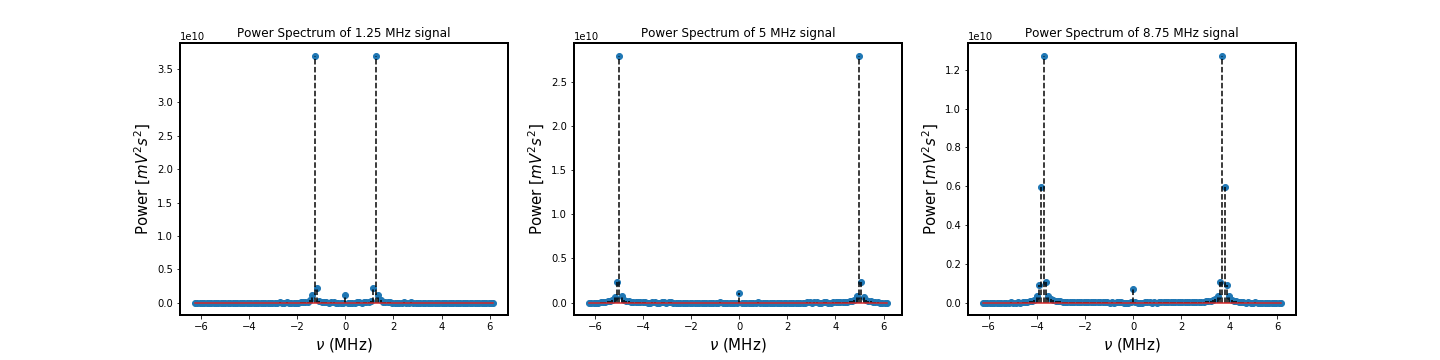 Power Spectrum of 1.25 MHz signal
1e10
Power [mV²s²]
3.5
3.0
2.5
2.0
1.5
1.0
0.5
0.0
−6 −4 −2 0 2 4 6
ν (MHz)
Power Spectrum of 5 MHz signal
1e10
Power [mV²s²]
2.5
2.0
1.5
1.0
0.5
0.0
−6 −4 −2 0 2 4 6
ν (MHz)
Power Spectrum of 8.75 MHz signal
1e10
Power [mV²s²]
1.2
1.0
0.8
0.6
0.4
0.2
0.0
−6 −4 −2 0 2 4 6
ν (MHz)